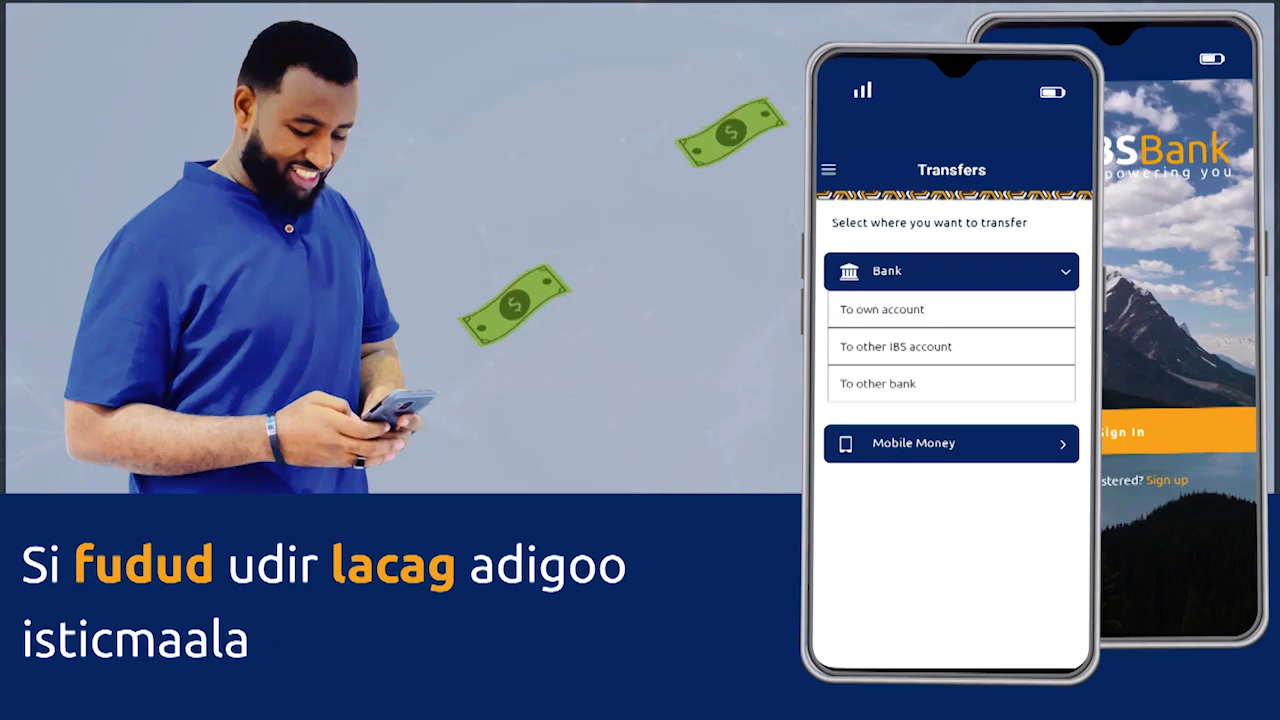 Si fudud udir lacag adigoo
isticmaala
Transfers
Select where you want to transfer
Bank
To own account
To other IBS account
To other bank
Mobile Money
BSBank
powering you
Sign In
stered? Sign up